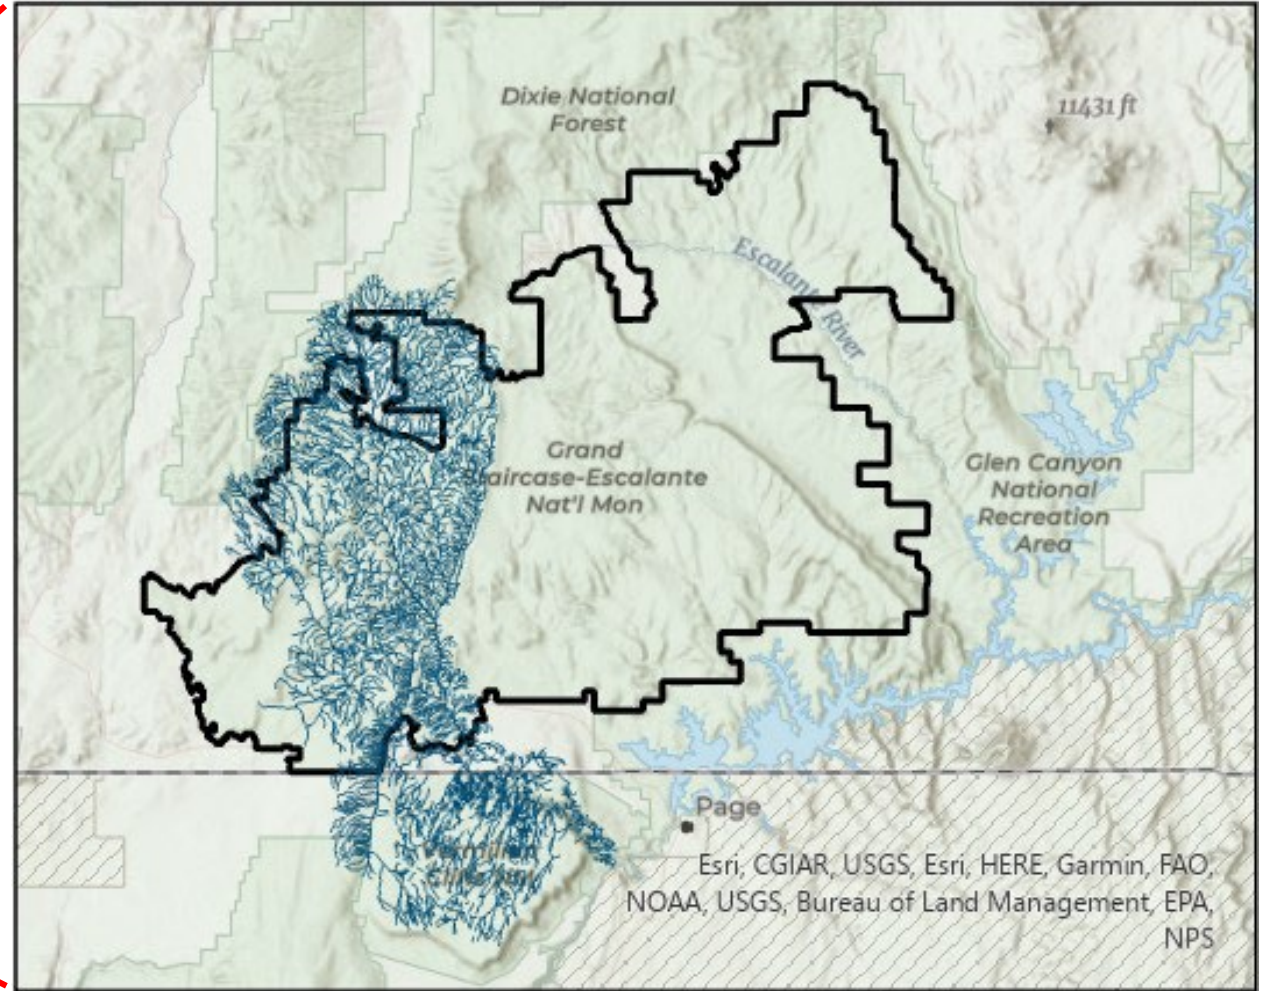 Dixie National
Forest
11431 ft
Escalante
River
Grand
Staircase-Escalante
Nat'l Mon
Glen Canyon
National
Recreation
Area
Page
Esri, CGIAR, USGS, Esri, HERE, Garmin, FAO,
NOAA, USGS, Bureau of Land Management, EPA,
NPS